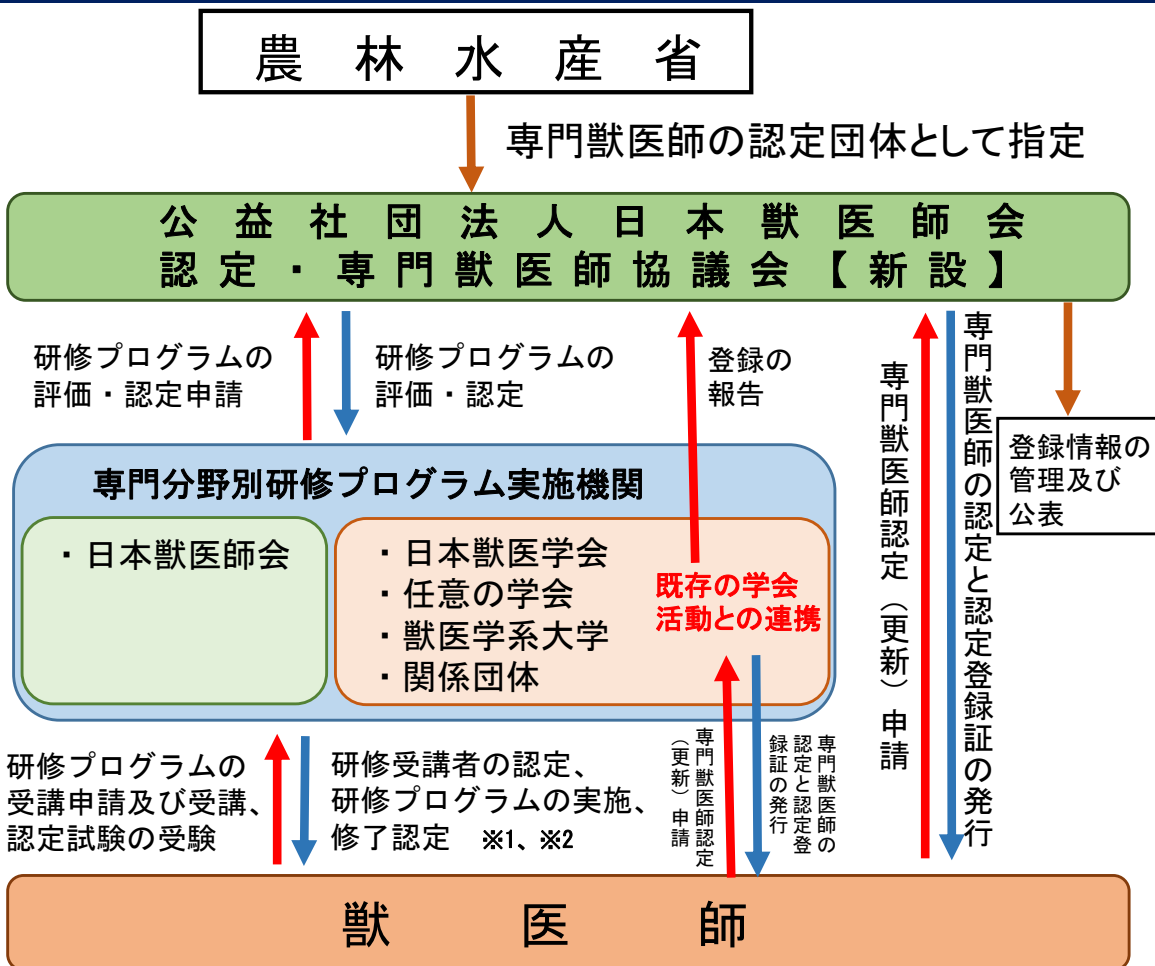 農林水産省
専門獣医師の認定団体として指定
公益社団法人日本獣医師会
認定・専門獣医師協議会【新設】
研修プログラムの
評価・認定申請
研修プログラムの
評価・認定
登録の
報告
専門獣医師認定（更新）申請
専門獣医師の認定と認定登録証の発行
登録情報の
管理及び
公表
専門分野別研修プログラム実施機関
・日本獣医師会
・日本獣医学会
・任意の学会
・獣医学系大学
・関係団体
既存の学会
活動との連携
研修プログラムの
受講申請及び受講、
認定試験の受験
研修受講者の認定、
研修プログラムの実施、
修了認定 ※1、※2
専門獣医師認定
（更新）申請
専門獣医師の
認定と認定登
録証の発行
獣医師